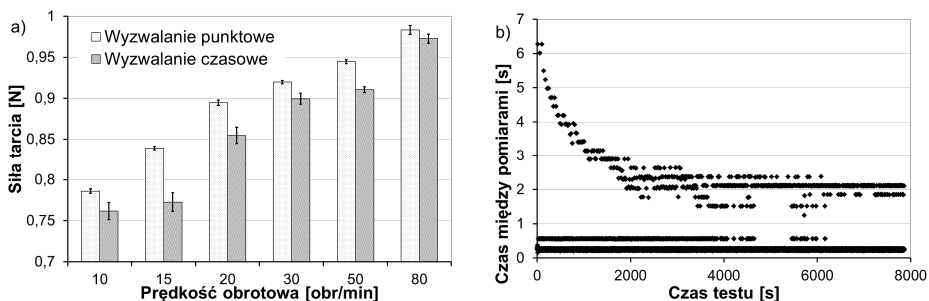 a)
Wyzwalanie punktowe
Wyzwalanie czasowe
Siła tarcia [N]
1
0,95
0,9
0,85
0,8
0,75
0,7
10 15 20 30 50 80
Prędkość obrotowa [obr/min]
b)
Czas między pomiarami [s]
7
6
5
4
3
2
1
0
0 2000 4000 6000 8000
Czas testu [s]